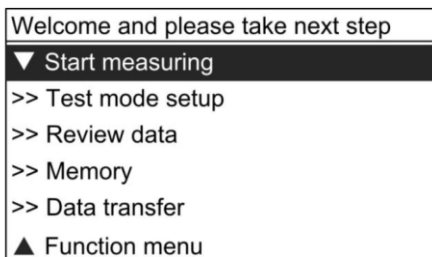 Welcome and please take next step
▼ Start measuring
>> Test mode setup
>> Review data
>> Memory
>> Data transfer
▲ Function menu